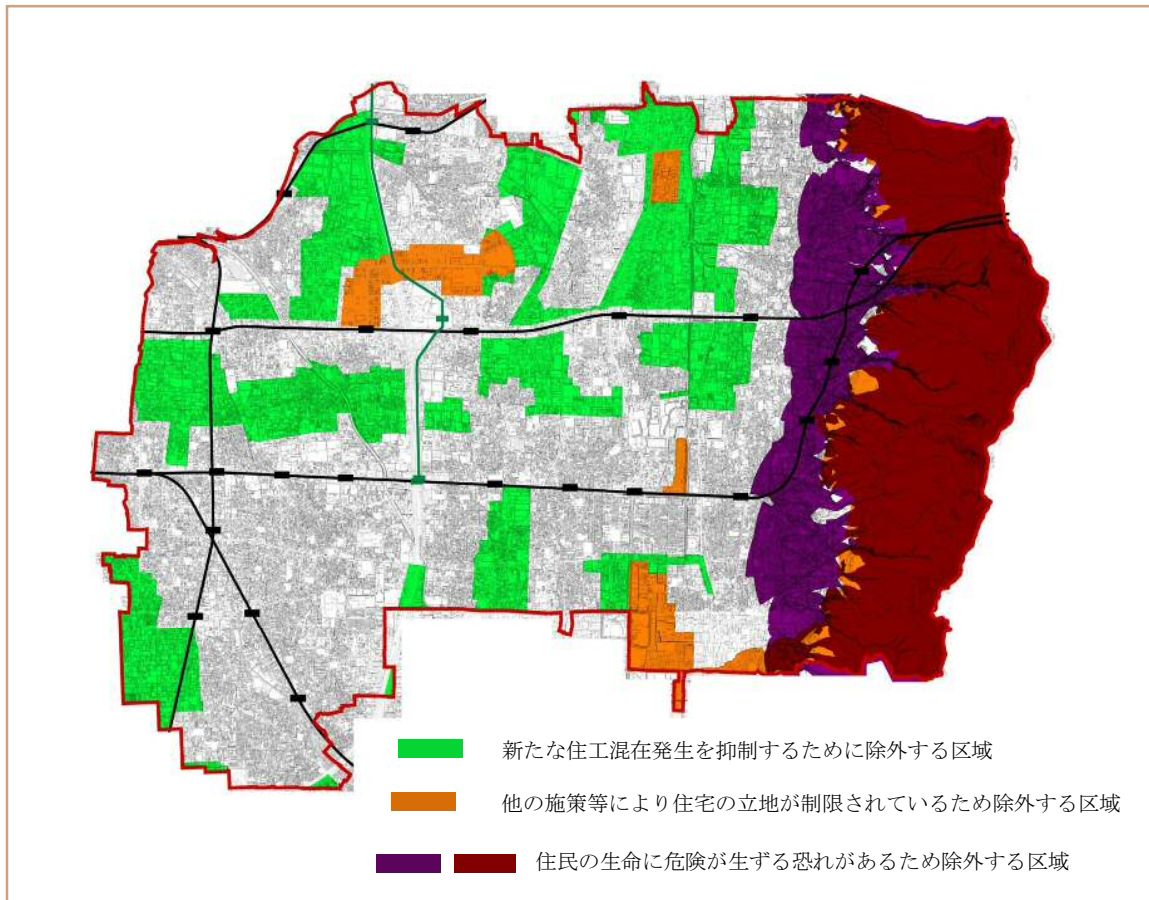 新たな住工混在発生を抑制するために除外する区域
他の施策等により住宅の立地が制限されているため除外する区域
住民の生命に危険が生ずる恐れがあるため除外する区域